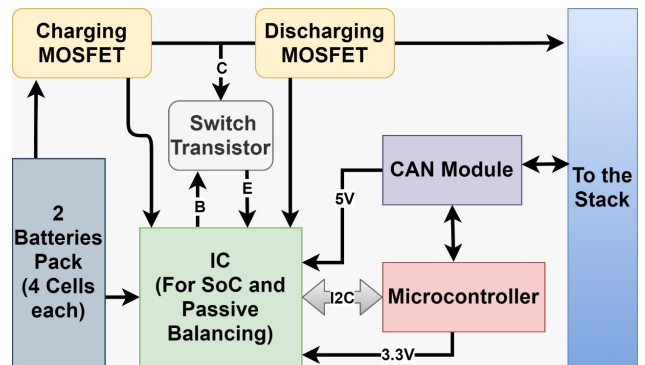 Charging
MOSFET
Discharging
MOSFET
C
Switch
Transistor
CAN Module
To the
Stack
5V
B
E
2
Batteries
Pack
(4 Cells
each)
IC
(For SoC and
Passive
Balancing)
I2C
Microcontroller
3.3V